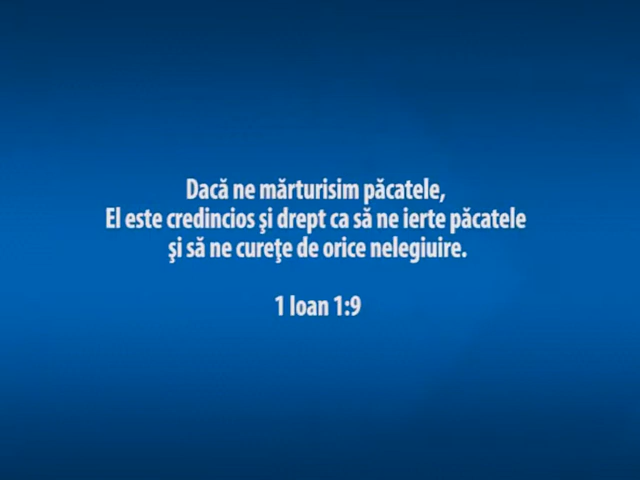 Dacă ne mărturisim păcatele,
El este credincios şi drept ca să ne ierte păcatele
şi să ne cureţe de orice nelegiuire.
1 Ioan 1:9